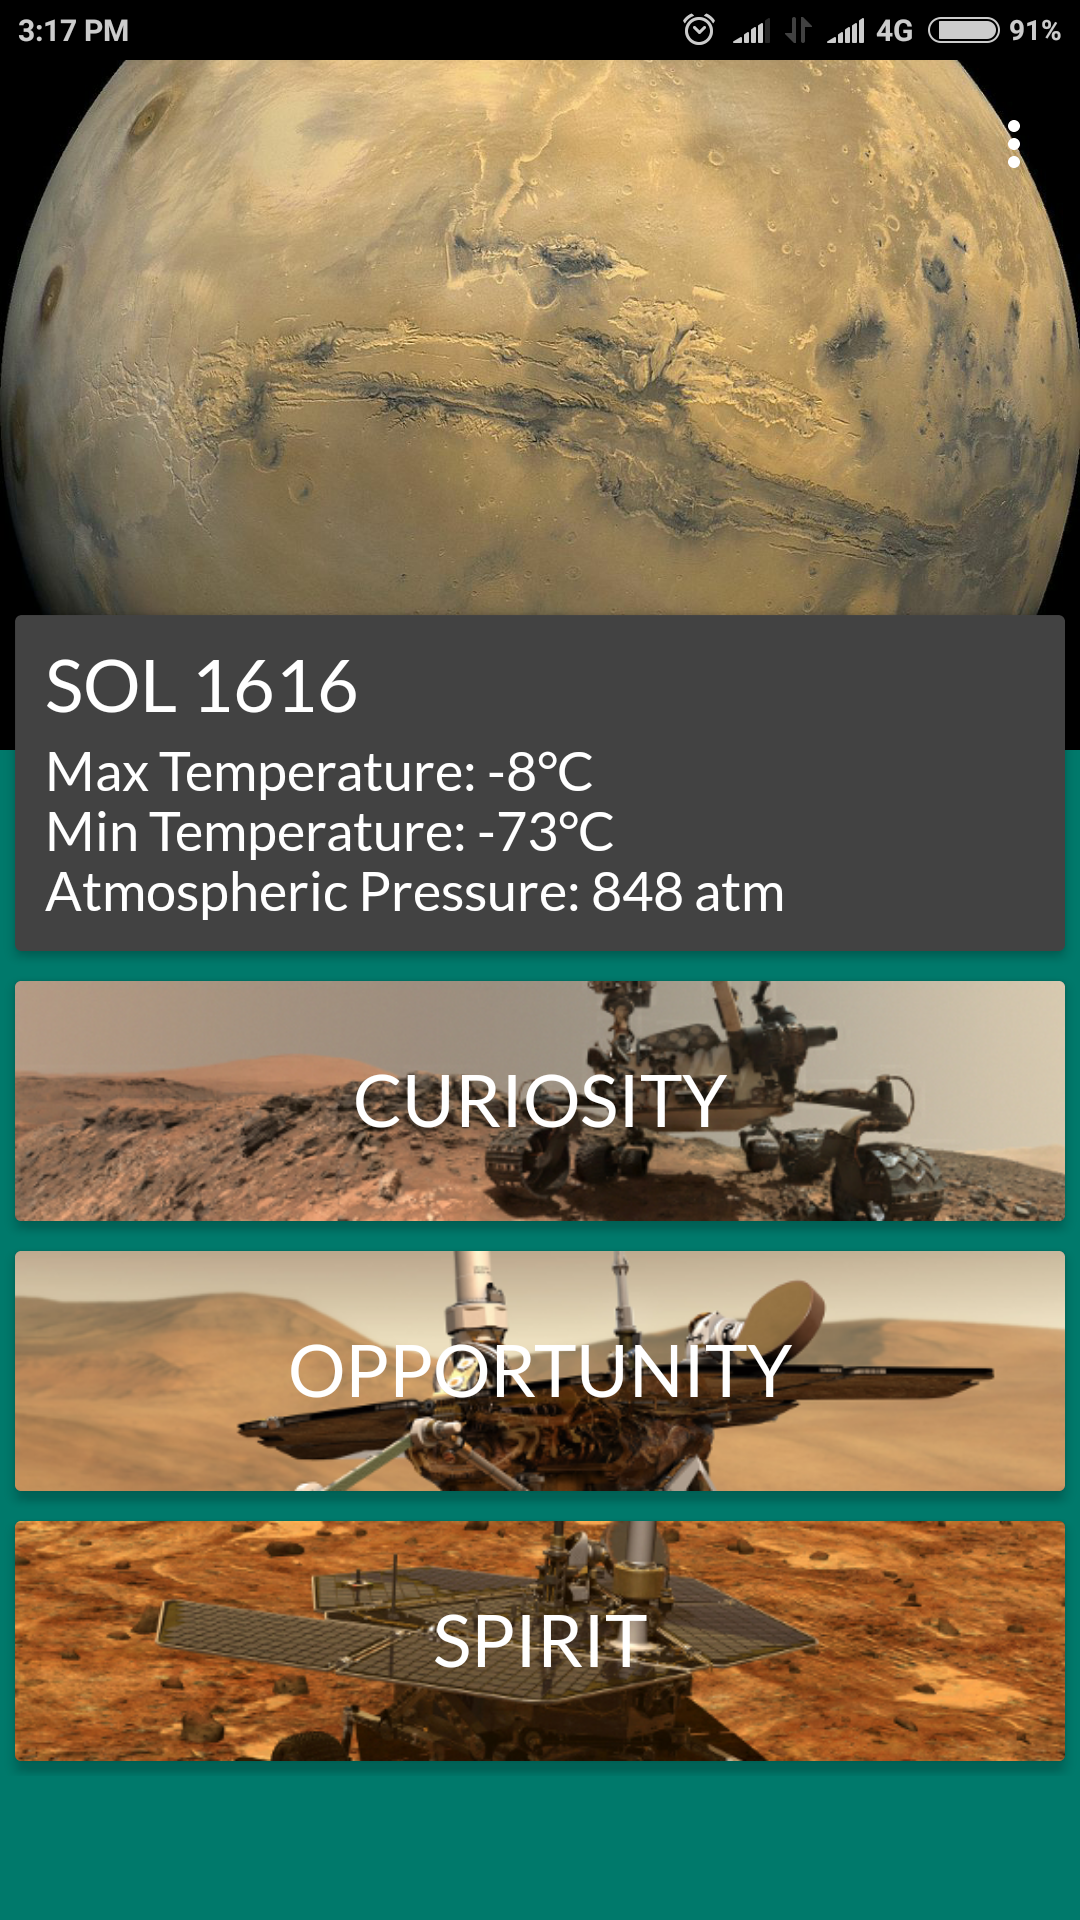 3:17 PM 4G 91%
SOL 1616
Max Temperature: -8°C
Min Temperature: -73°C
Atmospheric Pressure: 848 atm
CURIOSITY
OPPORTUNITY
SPIRIT